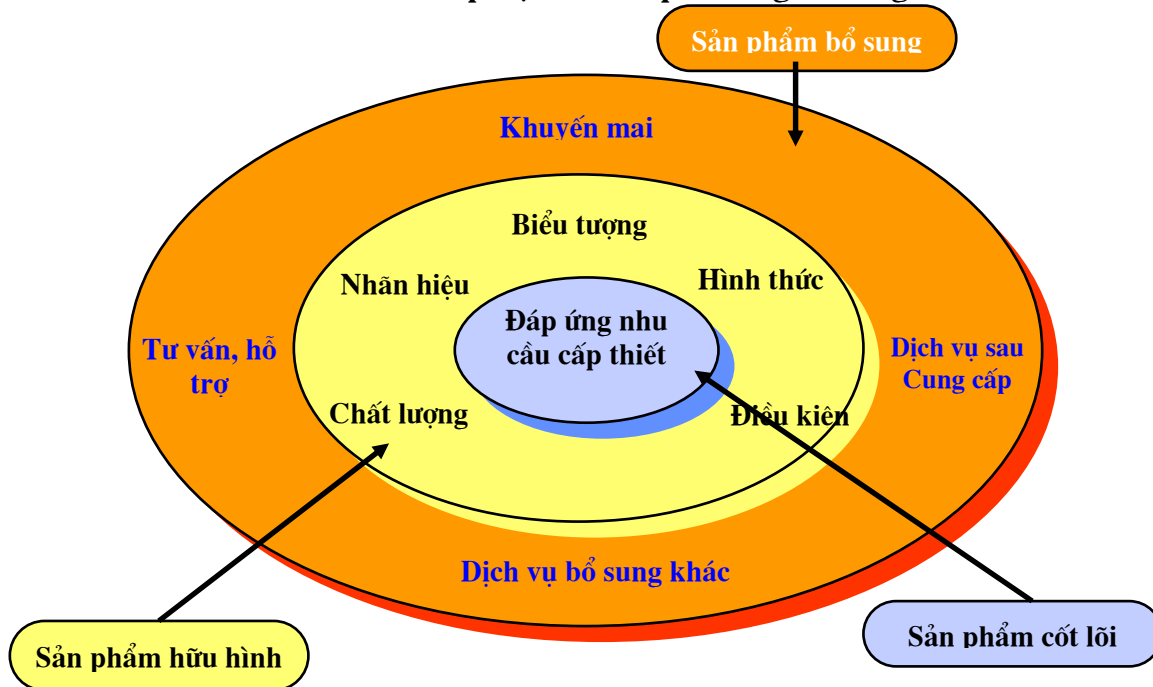 Sản phẩm bổ sung
Khuyến mai
Biểu tượng
Nhãn hiệu
Hình thức
Đáp ứng nhu
cầu cấp thiết
Tư vấn, hỗ
trợ
Dịch vụ sau
Cung cấp
Chất lượng
Điều kiên
Dịch vụ bổ sung khác
Sản phẩm hữu hình
Sản phẩm cốt lõi